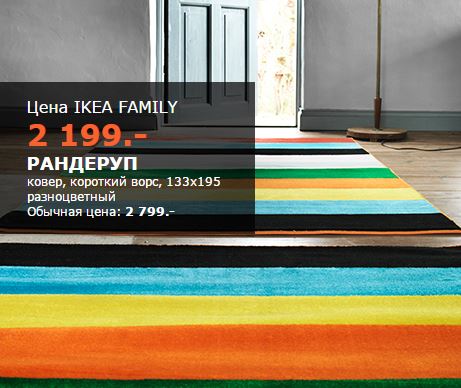 Цена IKEA FAMILY
2 199.-
РАНДЕРУП
ковер, короткий ворс, 133x195
разноцветный
Обычная цена: 2 799.-